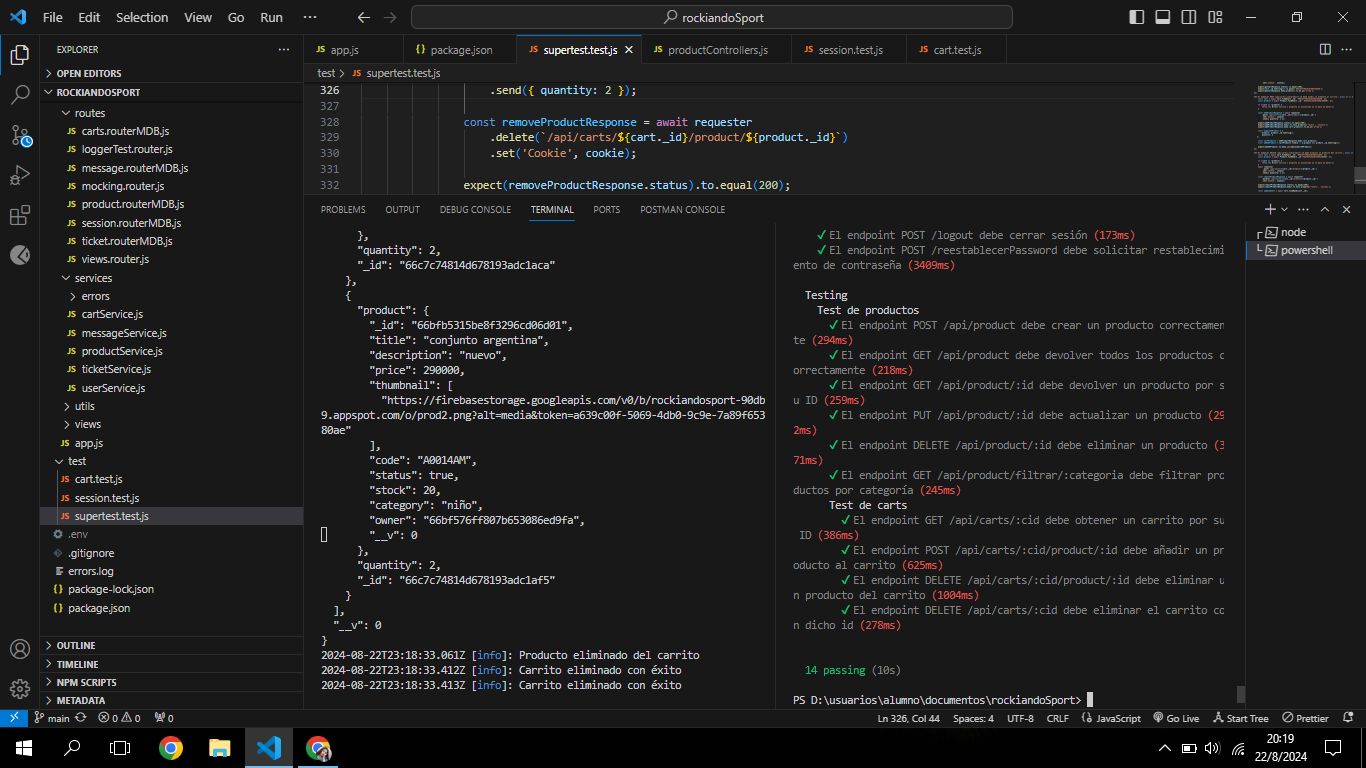 File Edit Selection View Go Run ···
rockiandoSport
EXPLORER
OPEN EDITORS
ROCKIANDOSPORT
routes
JS carts.routerMDB.js
JS loggerTest.router.js
JS message.routerMDB.js
JS mocking.router.js
JS product.routerMDB.js
JS session.routerMDB.js
JS ticket.routerMDB.js
JS views.router.js
services
errors
JS cartService.js
JS messageService.js
JS productService.js
JS ticketService.js
JS userService.js
utils
views
JS app.js
test
JS cart.test.js
JS session.test.js
JS supertest.test.js
.env
.gitignore
errors.log
{} package-lock.json
{} package.json
OUTLINE
TIMELINE
NPM SCRIPTS
METADATA
JS app.js
{} package.json
JS supertest.test.js
JS productControllers.js
JS session.test.js
JS cart.test.js
test > JS supertest.test.js
326 .send({ quantity: 2 });
327
328 const removeProductResponse = await requester
329 .delete(`/api/carts/${cart._id}/product/${product._id}`)
330 .set('Cookie', cookie);
331
332 expect(removeProductResponse.status).to.equal(200);
PROBLEMS OUTPUT DEBUG CONSOLE TERMINAL PORTS POSTMAN CONSOLE
},
"quantity": 2,
"_id": "66c7c74814d678193adc1aca"
},
{
"product": {
"_id": "66bfb5315be8f3296cd06d01",
"title": "conjunto argentina",
"description": "nuevo",
"price": 290000,
"thumbnail": [
"https://firebasestorage.googleapis.com/v0/b/rockiandosport-90db
9.appspot.com/o/prod2.png?alt=media&token=a639c00f-5069-4db0-9c9e-7a89f653
80ae"
],
"code": "A0014AM",
"status": true,
"stock": 20,
"category": "niño",
"owner": "66bf576ff807b653086ed9fa",
"__v": 0
},
"quantity": 2,
"_id": "66c7c74814d678193adc1af5"
}
],
"__v": 0
}
2024-08-22T23:18:33.061Z [info]: Producto eliminado del carrito
2024-08-22T23:18:33.412Z [info]: Carrito eliminado con éxito
2024-08-22T23:18:33.413Z [info]: Carrito eliminado con éxito
✓ El endpoint POST /logout debe cerrar sesión (173ms)
✓ El endpoint POST /reestablecerPassword debe solicitar restablecimi
ento de contraseña (3409ms)
Testing
Test de productos
✓ El endpoint POST /api/product debe crear un producto correctamen
te (294ms)
✓ El endpoint GET /api/product debe devolver todos los productos c
orrectamente (218ms)
✓ El endpoint GET /api/product/:id debe devolver un producto por s
u ID (259ms)
✓ El endpoint PUT /api/product/:id debe actualizar un producto (29
2ms)
✓ El endpoint DELETE /api/product/:id debe eliminar un producto (3
71ms)
✓ El endpoint GET /api/product/filtrar/:categoria debe filtrar pro
ductos por categoría (245ms)
Test de carts
✓ El endpoint GET /api/carts/:cid debe obtener un carrito por su
ID (386ms)
✓ El endpoint POST /api/carts/:cid/product/:id debe añadir un pr
oducto al carrito (625ms)
✓ El endpoint DELETE /api/carts/:cid/product/:id debe eliminar u
n producto del carrito (1004ms)
✓ El endpoint DELETE /api/carts/:cid debe eliminar el carrito co
n dicho id (278ms)
14 passing (10s)
PS D:\usuarios\alumno\documentos\rockiandoSport>
node
powershell
main 0 0 0
Ln 326, Col 44 Spaces: 4 UTF-8 CRLF {} JavaScript Go Live Start Tree Prettier
20:19
22/8/2024